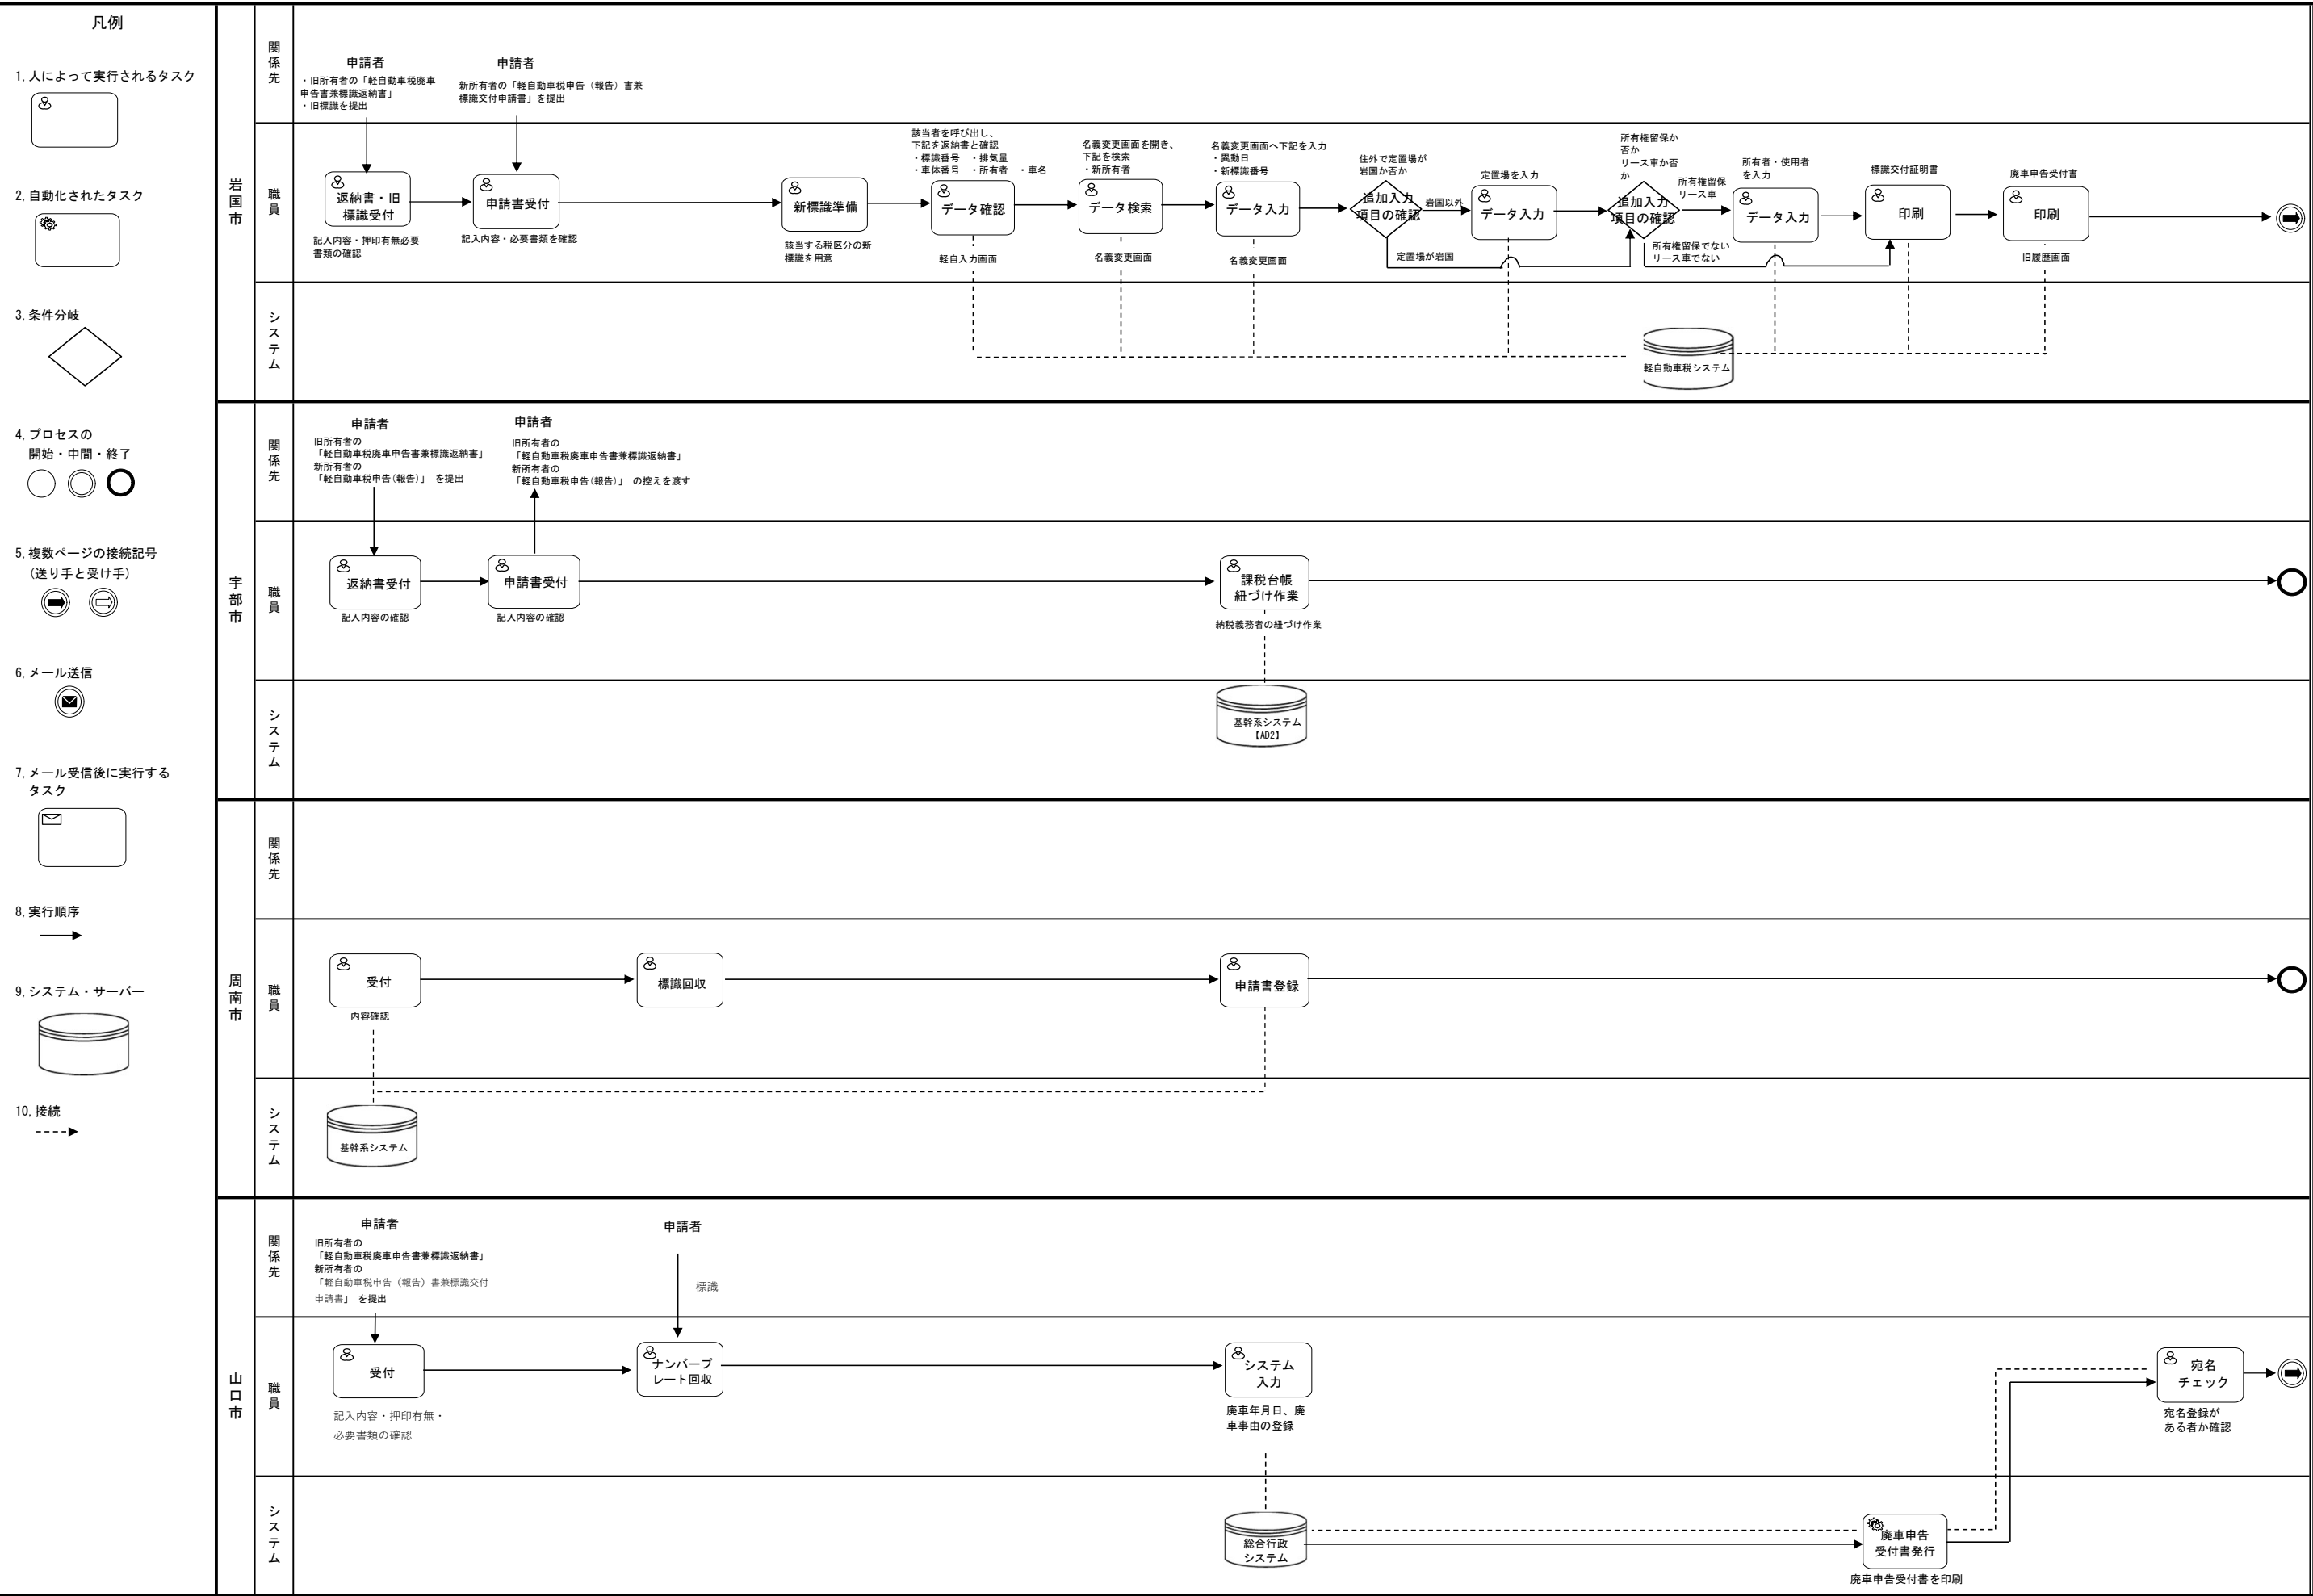 凡例
1,人によって実行されるタスク
2,自動化されたタスク
3,条件分岐
4,プロセスの
開始・中間・終了
5,複数ページの接続記号
(送り手と受け手)
6,メール送信
7,メール受信後に実行する
タスク
8,実行順序
9,システム・サーバー
10,接続
岩国市
関係先
申請者
・旧所有者の「軽自動車税廃車
申告書兼標識返納書」
・旧標識を提出
申請者
新所有者の「軽自動車税申告（報告）書兼
標識交付申請書」を提出
職員
返納書・旧
標識受付
記入内容・押印有無必要
書類の確認
申請書受付
記入内容・必要書類を確認
新標識準備
該当する税区分の新
標識を用意
該当者を呼び出し、
下記を返納書と確認
・標識番号　・排気量
・車体番号　・所有者　・車名
データ確認
軽自入力画面
名義変更画面を開き、
下記を検索
・新所有者
データ検索
名義変更画面
名義変更画面へ下記を入力
・異動日
・新標識番号
データ入力
名義変更画面
住外で定置場が
岩国か否か
追加入力
項目の確認
岩国以外
定置場が岩国
定置場を入力
データ入力
所有権留保か
否か
リース車か否
か
追加入力
項目の確認
所有権留保
リース車
所有権留保でない
リース車でない
所有者・使用者
を入力
データ入力
標識交付証明書
印刷
廃車申告受付書
印刷
旧履歴画面
システム
軽自動車税システム
宇部市
関係先
申請者
旧所有者の
「軽自動車税廃車申告書兼標識返納書」
新所有者の
「軽自動車税申告(報告)」 を提出
申請者
旧所有者の
「軽自動車税廃車申告書兼標識返納書」
新所有者の
「軽自動車税申告(報告)」 の控えを渡す
職員
返納書受付
記入内容の確認
申請書受付
記入内容の確認
課税台帳
紐づけ作業
納税義務者の紐づけ作業
システム
基幹系システム
【AD2】
周南市
関係先
職員
受付
内容確認
標識回収
申請書登録
システム
基幹系システム
山口市
関係先
申請者
旧所有者の
「軽自動車税廃車申告書兼標識返納書」
新所有者の
「軽自動車税申告（報告）書兼標識交付
申請書」 を提出
申請者
標識
職員
受付
記入内容・押印有無・
必要書類の確認
ナンバープ
レート回収
システム
入力
廃車年月日、廃
車事由の登録
宛名
チェック
宛名登録が
ある者か確認
システム
総合行政
システム
廃車申告
受付書発行
廃車申告受付書を印刷